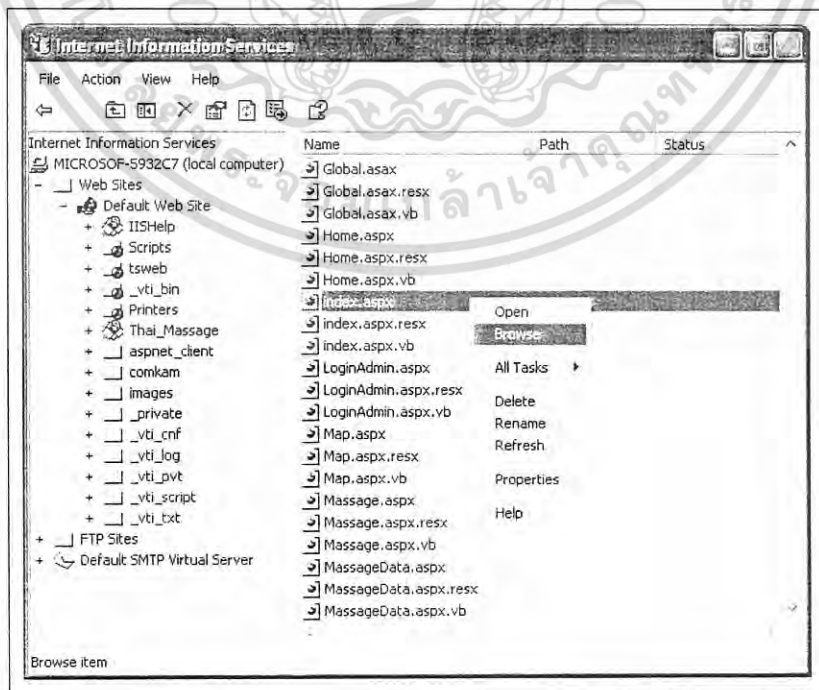 Internet Information Services
File Action View Help
Internet Information Services
MICROSOF-5932C7 (local computer)
Web Sites
Default Web Site
IISHelp
Scripts
tsweb
_vti_bin
Printers
Thai_Massage
aspnet_client
comkam
images
_private
_vti_cnf
_vti_log
_vti_pvt
_vti_script
_vti_txt
FTP Sites
Default SMTP Virtual Server
Name Path Status
Global.asax
Global.asax.resx
Global.asax.vb
Home.aspx
Home.aspx.resx
Home.aspx.vb
index.aspx
index.aspx.resx
index.aspx.vb
LoginAdmin.aspx
LoginAdmin.aspx.resx
LoginAdmin.aspx.vb
Map.aspx
Map.aspx.resx
Map.aspx.vb
Massage.aspx
Massage.aspx.resx
Massage.aspx.vb
MassageData.aspx
MassageData.aspx.resx
MassageData.aspx.vb
Open
Browse
All Tasks
Delete
Rename
Refresh
Properties
Help
Browse item